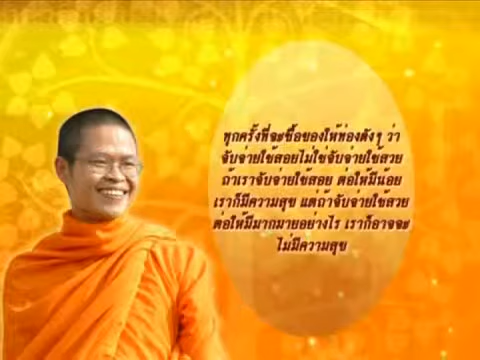 ทุกครั้งที่จะซื้อของให้ท่องดังๆ ว่า
จับจ่ายใช้สอยไม่ใช่จับจ่ายใช้สวย
ถ้าเราจับจ่ายใช้สอย ต่อให้มีน้อย
เราก็มีความสุข แต่ถ้าจับจ่ายใช้สวย
ต่อให้มีมากมายอย่างไร เราก็อาจจะ
ไม่มีความสุข